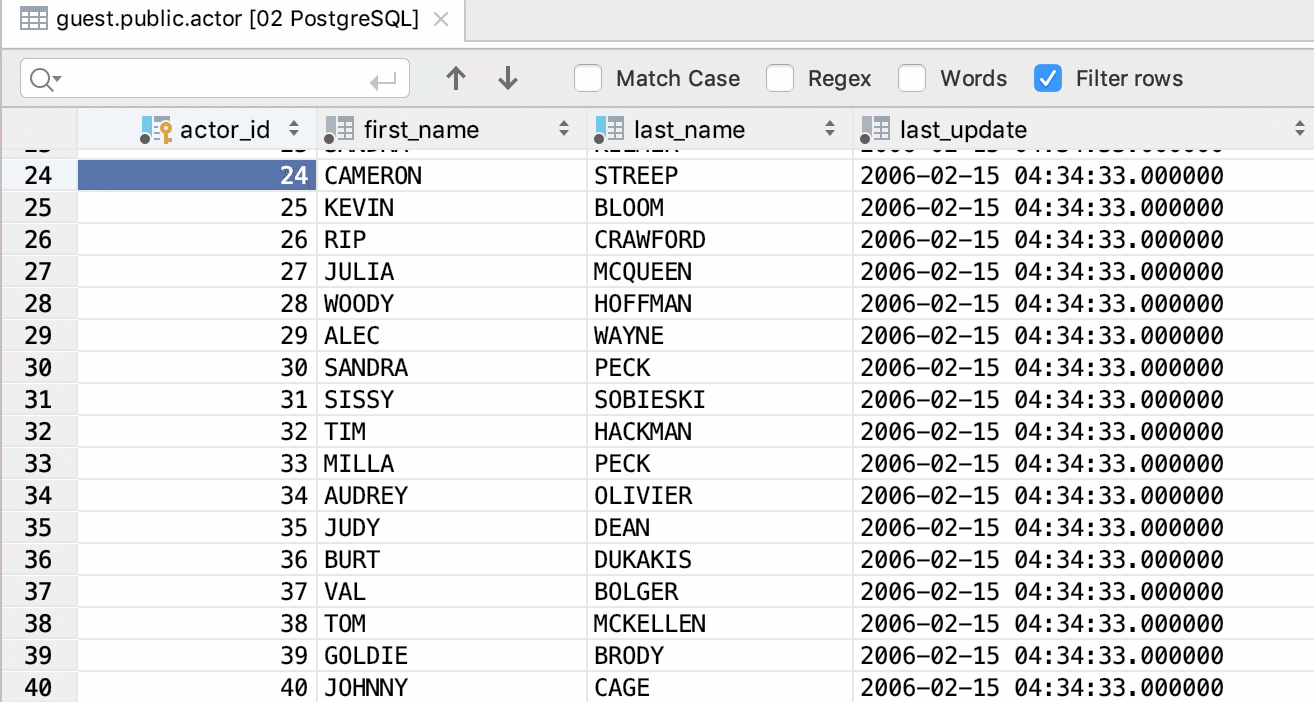 guest.public.actor [02 PostgreSQL]
Match Case Regex Words Filter rows
actor_id first_name last_name last_update
24 24 CAMERON STREEP 2006-02-15 04:34:33.000000
25 25 KEVIN BLOOM 2006-02-15 04:34:33.000000
26 26 RIP CRAWFORD 2006-02-15 04:34:33.000000
27 27 JULIA MCQUEEN 2006-02-15 04:34:33.000000
28 28 WOODY HOFFMAN 2006-02-15 04:34:33.000000
29 29 ALEC WAYNE 2006-02-15 04:34:33.000000
30 30 SANDRA PECK 2006-02-15 04:34:33.000000
31 31 SISSY SOBIESKI 2006-02-15 04:34:33.000000
32 32 TIM HACKMAN 2006-02-15 04:34:33.000000
33 33 MILLA PECK 2006-02-15 04:34:33.000000
34 34 AUDREY OLIVIER 2006-02-15 04:34:33.000000
35 35 JUDY DEAN 2006-02-15 04:34:33.000000
36 36 BURT DUKAKIS 2006-02-15 04:34:33.000000
37 37 VAL BOLGER 2006-02-15 04:34:33.000000
38 38 TOM MCKELLEN 2006-02-15 04:34:33.000000
39 39 GOLDIE BRODY 2006-02-15 04:34:33.000000
40 40 JOHNNY CAGE 2006-02-15 04:34:33.000000